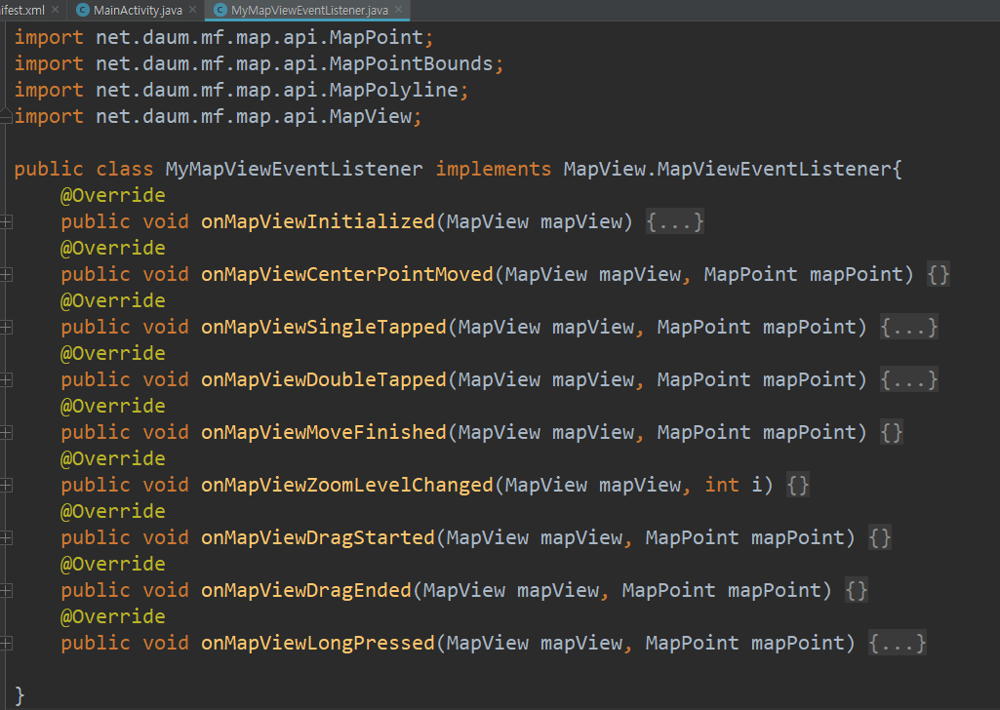 ifest.xml × MainActivity.java × MyMapViewEventListener.java ×
import net.daum.mf.map.api.MapPoint;
import net.daum.mf.map.api.MapPointBounds;
import net.daum.mf.map.api.MapPolyline;
import net.daum.mf.map.api.MapView;
public class MyMapViewEventListener implements MapView.MapViewEventListener{
@Override
public void onMapViewInitialized(MapView mapView) {...}
@Override
public void onMapViewCenterPointMoved(MapView mapView, MapPoint mapPoint) {}
@Override
public void onMapViewSingleTapped(MapView mapView, MapPoint mapPoint) {...}
@Override
public void onMapViewDoubleTapped(MapView mapView, MapPoint mapPoint) {...}
@Override
public void onMapViewMoveFinished(MapView mapView, MapPoint mapPoint) {}
@Override
public void onMapViewZoomLevelChanged(MapView mapView, int i) {}
@Override
public void onMapViewDragStarted(MapView mapView, MapPoint mapPoint) {}
@Override
public void onMapViewDragEnded(MapView mapView, MapPoint mapPoint) {}
@Override
public void onMapViewLongPressed(MapView mapView, MapPoint mapPoint) {...}
}